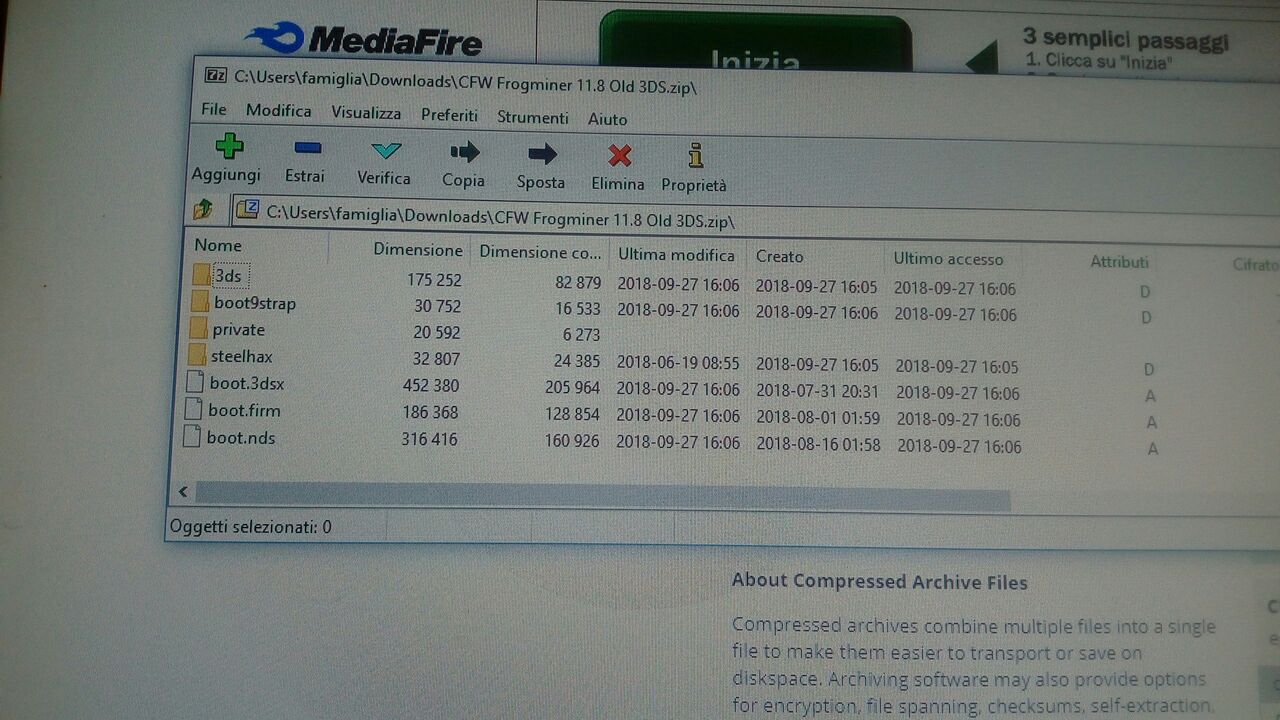 MediaFire
Inizia
3 semplici passaggi
1. Clicca su "Inizia"
C:\Users\famiglia\Downloads\CFW Frogminer 11.8 Old 3DS.zip\
File Modifica Visualizza Preferiti Strumenti Aiuto
Aggiungi Estrai Verifica Copia Sposta Elimina Proprietà
C:\Users\famiglia\Downloads\CFW Frogminer 11.8 Old 3DS.zip\
Nome Dimensione Dimensione co... Ultima modifica Creato Ultimo accesso Attributi Cifrato
3ds 175 252 82 879 2018-09-27 16:06 2018-09-27 16:05 2018-09-27 16:06 D
boot9strap 30 752 16 533 2018-09-27 16:06 2018-09-27 16:06 2018-09-27 16:06 D
private 20 592 6 273
steelhax 32 807 24 385 2018-06-19 08:55 2018-09-27 16:05 2018-09-27 16:05 D
boot.3dsx 452 380 205 964 2018-09-27 16:06 2018-07-31 20:31 2018-09-27 16:06 A
boot.firm 186 368 128 854 2018-09-27 16:06 2018-08-01 01:59 2018-09-27 16:06 A
boot.nds 316 416 160 926 2018-09-27 16:06 2018-08-16 01:58 2018-09-27 16:06 A
Oggetti selezionati: 0
About Compressed Archive Files
Compressed archives combine multiple files into a single
file to make them easier to transport or save on
diskspace. Archiving software may also provide options
for encryption, file spanning, checksums, self-extraction,